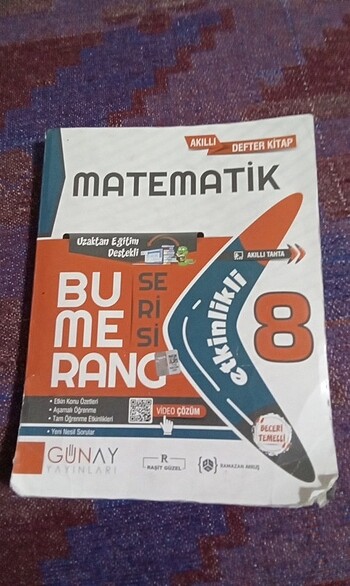 AKILLI DEFTER KİTAP
MATEMATİK
Uzaktan Eğitim
Destekli
AKILLI TAHTA
BU
ME
RANG
SE
Rİ
Sİ
etkinlikli
8
• Etkin Konu Özetleri
• Aşamalı Öğrenme
• Tam Öğrenme Etkinlikleri
• Yeni Nesil Sorular
VİDEO ÇÖZÜM
BECERİ
TEMELLİ
GÜNAY
YAYINLARI
R
RAŞİT GÜZEL
RAMAZAN